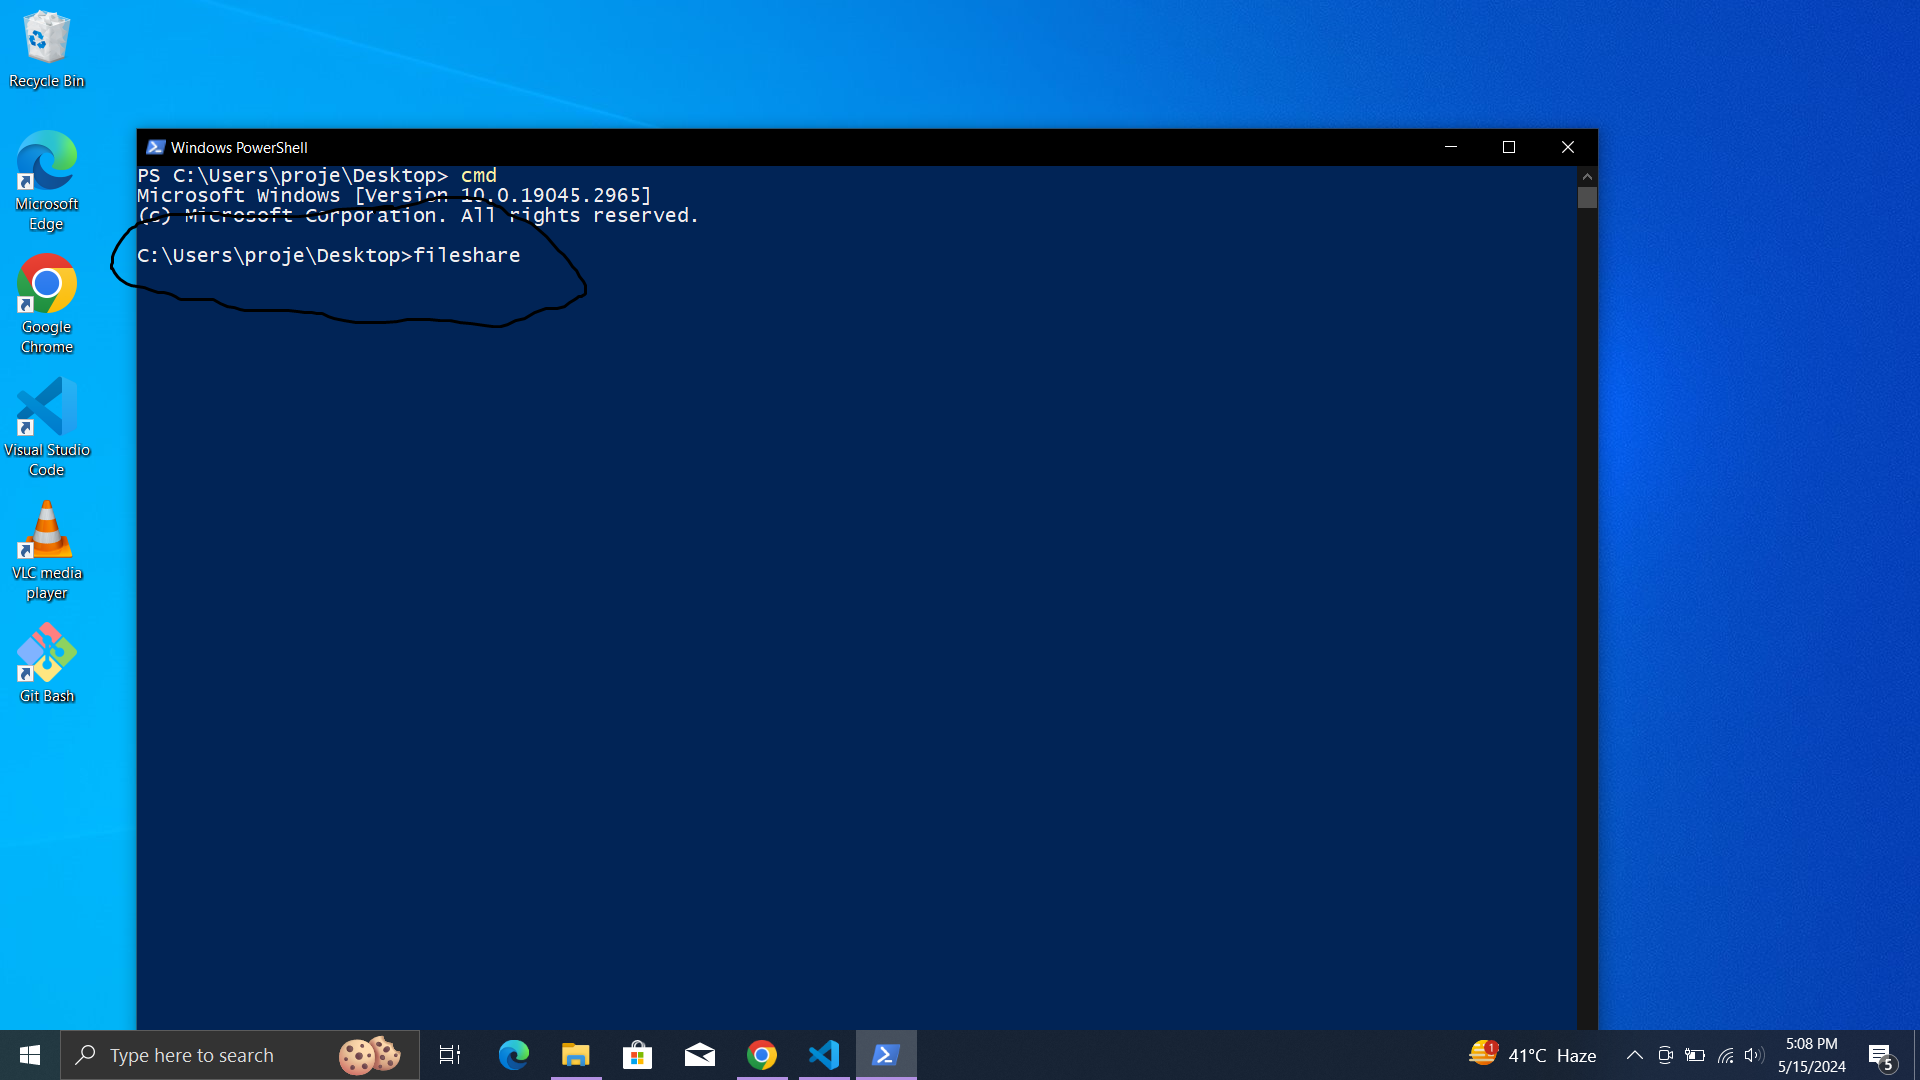 Recycle Bin
Microsoft
Edge
Google
Chrome
Visual Studio
Code
VLC media
player
Git Bash
Windows PowerShell
PS C:\Users\proje\Desktop> cmd
Microsoft Windows [Version 10.0.19045.2965]
(c) Microsoft Corporation. All rights reserved.
C:\Users\proje\Desktop>fileshare
Type here to search
1
41°C Haze
5:08 PM
5/15/2024
5